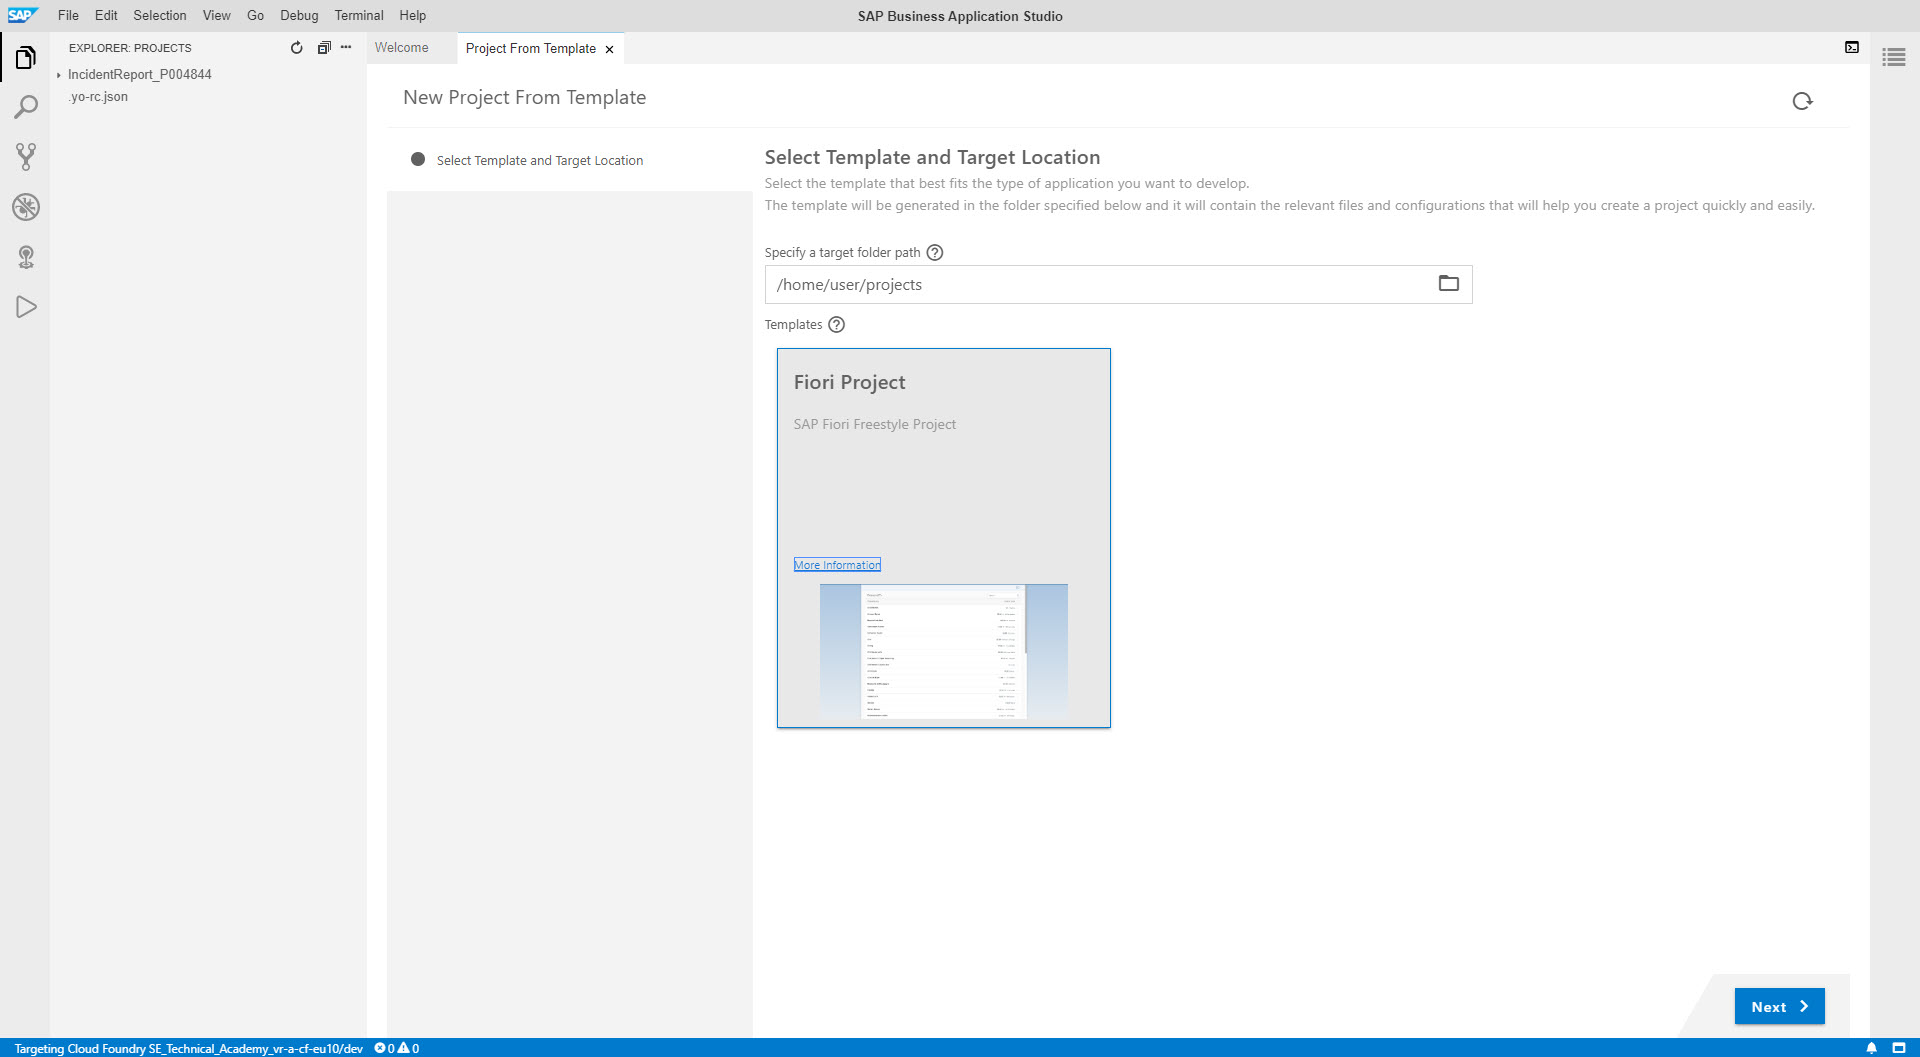 SAP File Edit Selection View Go Debug Terminal Help SAP Business Application Studio
EXPLORER: PROJECTS
Welcome Project From Template
IncidentReport_P004844
.yo-rc.json
New Project From Template
Select Template and Target Location
Select Template and Target Location
Select the template that best fits the type of application you want to develop.
The template will be generated in the folder specified below and it will contain the relevant files and configurations that will help you create a project quickly and easily.
Specify a target folder path
/home/user/projects
Templates
Fiori Project
SAP Fiori Freestyle Project
More Information
Next
Targeting Cloud Foundry SE_Technical_Academy_vr-a-cf-eu10/dev 0 0